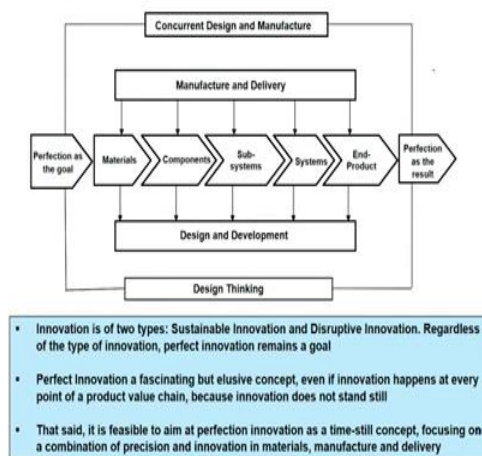 Concurrent Design and Manufacture
Manufacture and Delivery
Perfection as
the goal
Materials
Components
Sub-
systems
Systems
End-
Product
Perfection
as the
result
Design and Development
Design Thinking
• Innovation is of two types: Sustainable Innovation and Disruptive Innovation. Regardless
of the type of innovation, perfect innovation remains a goal
• Perfect Innovation a fascinating but elusive concept, even if innovation happens at every
point of a product value chain, because innovation does not stand still
• That said, it is feasible to aim at perfection innovation as a time-still concept, focusing on
a combination of precision and innovation in materials, manufacture and delivery